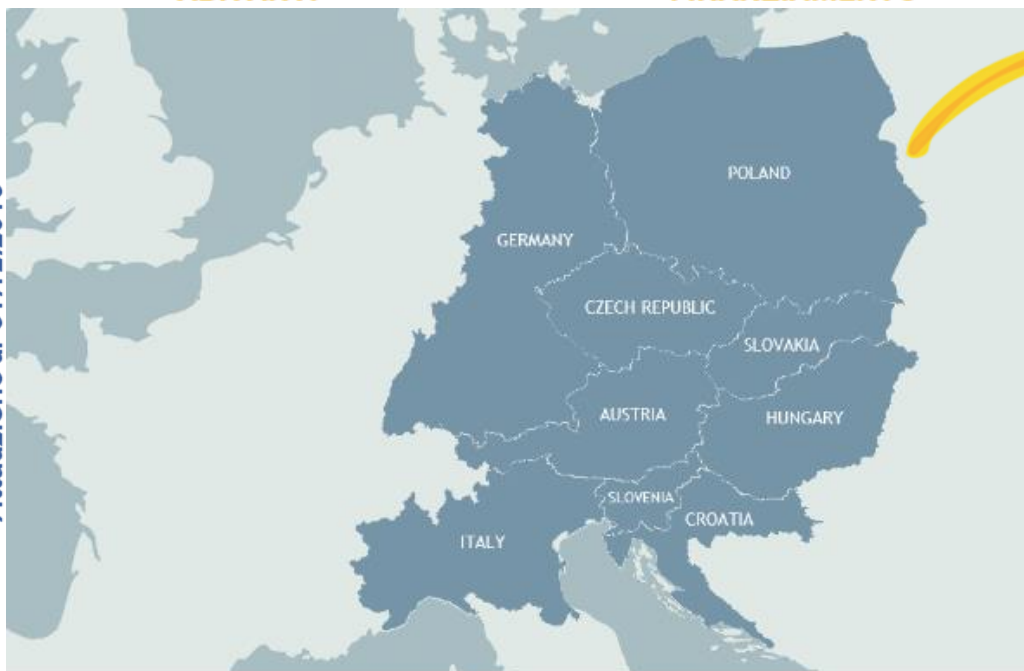 POLAND
GERMANY
CZECH REPUBLIC
SLOVAKIA
AUSTRIA
HUNGARY
SLOVENIA
CROATIA
ITALY